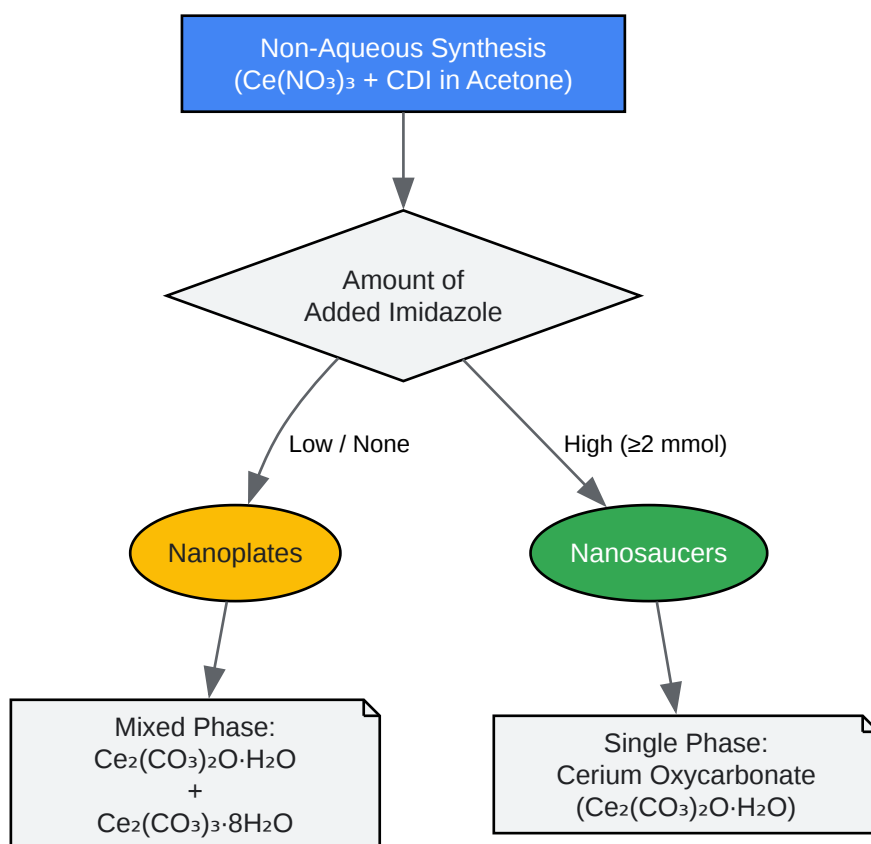 Non-Aqueous Synthesis
(Ce(NO₃)₃ + CDI in Acetone)
Amount of
Added Imidazole
Low / None
High (≥2 mmol)
Nanoplates
Nanosaucers
Mixed Phase:
Ce₂(CO₃)₂O·H₂O
+
Ce₂(CO₃)₃·8H₂O
Single Phase:
Cerium Oxycarbonate
(Ce₂(CO₃)₂O·H₂O)